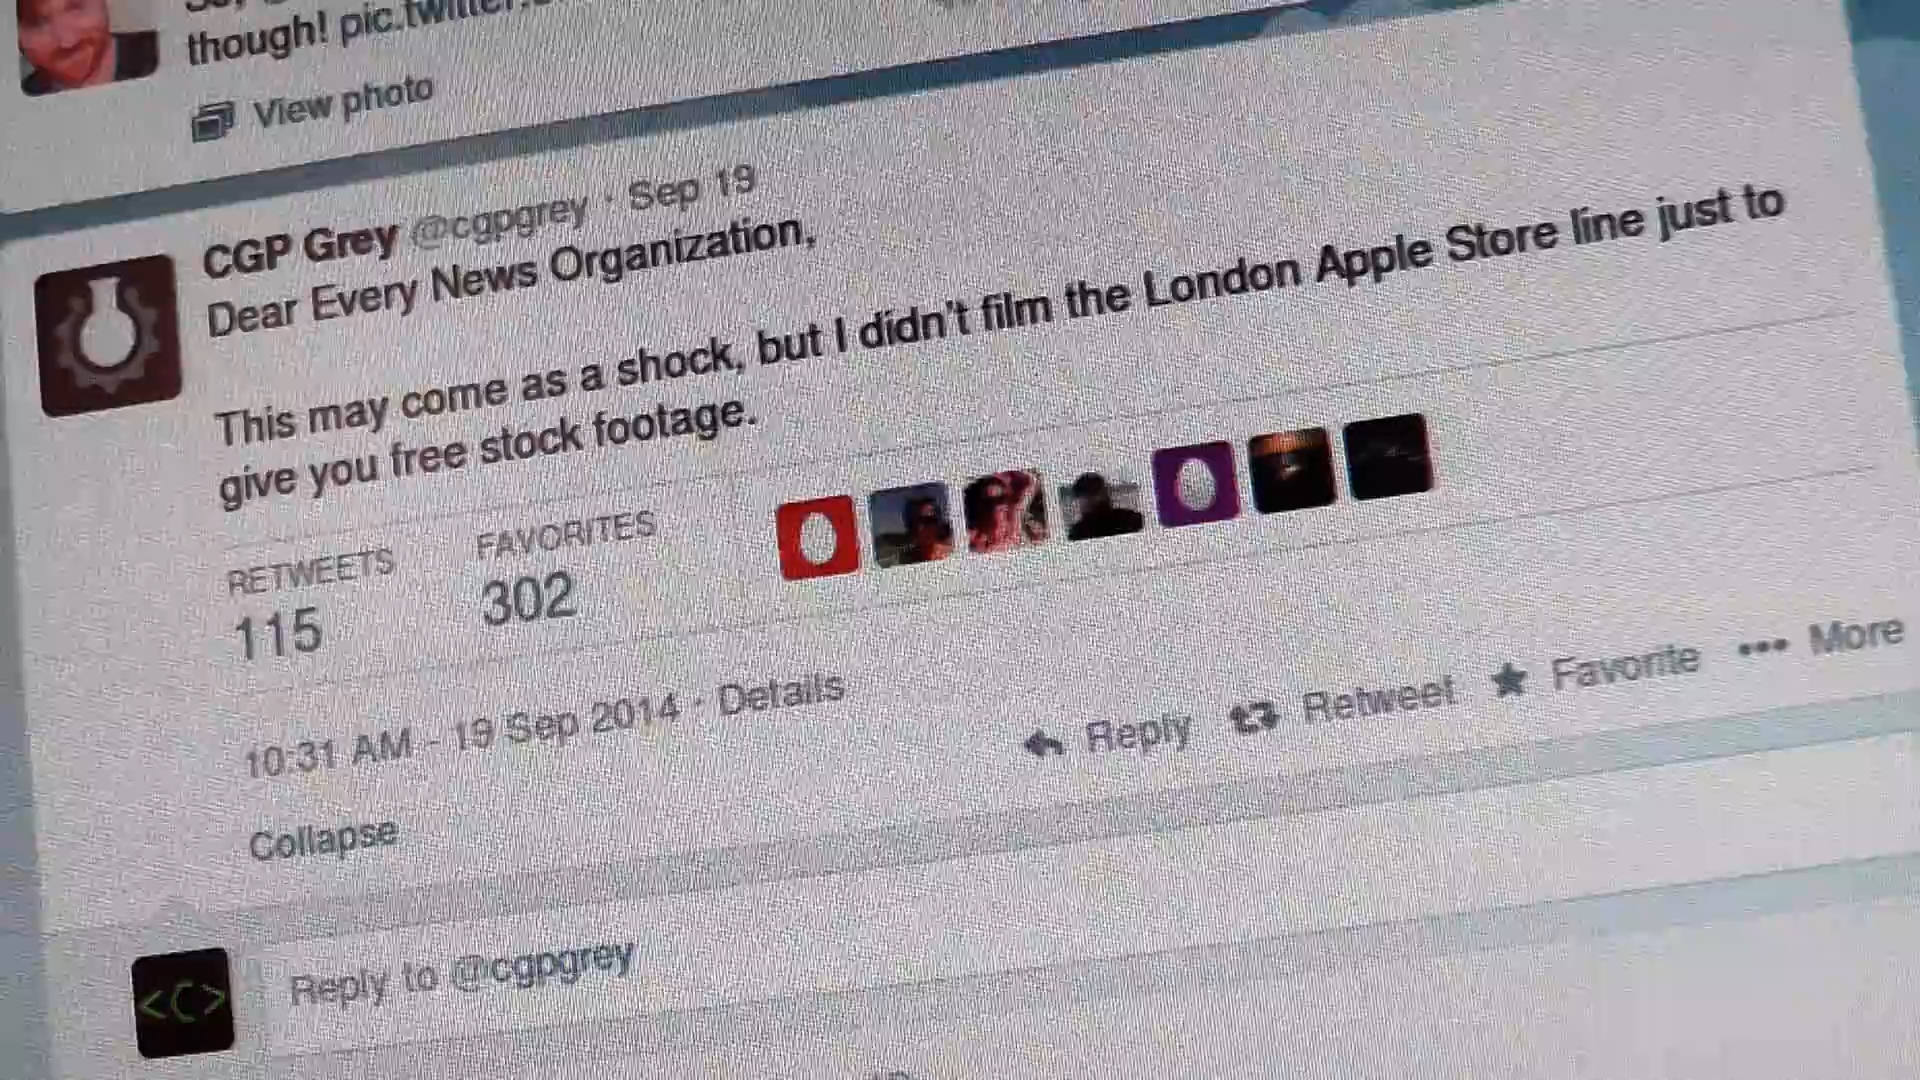 though! pic.twitter.
View photo
CGP Grey @cgpgrey · Sep 19
Dear Every News Organization,
This may come as a shock, but I didn't film the London Apple Store line just to
give you free stock footage.
RETWEETS FAVORITES
115 302
10:31 AM - 19 Sep 2014 · Details
Reply Retweet Favorite ••• More
Collapse
<C> Reply to @cgpgrey